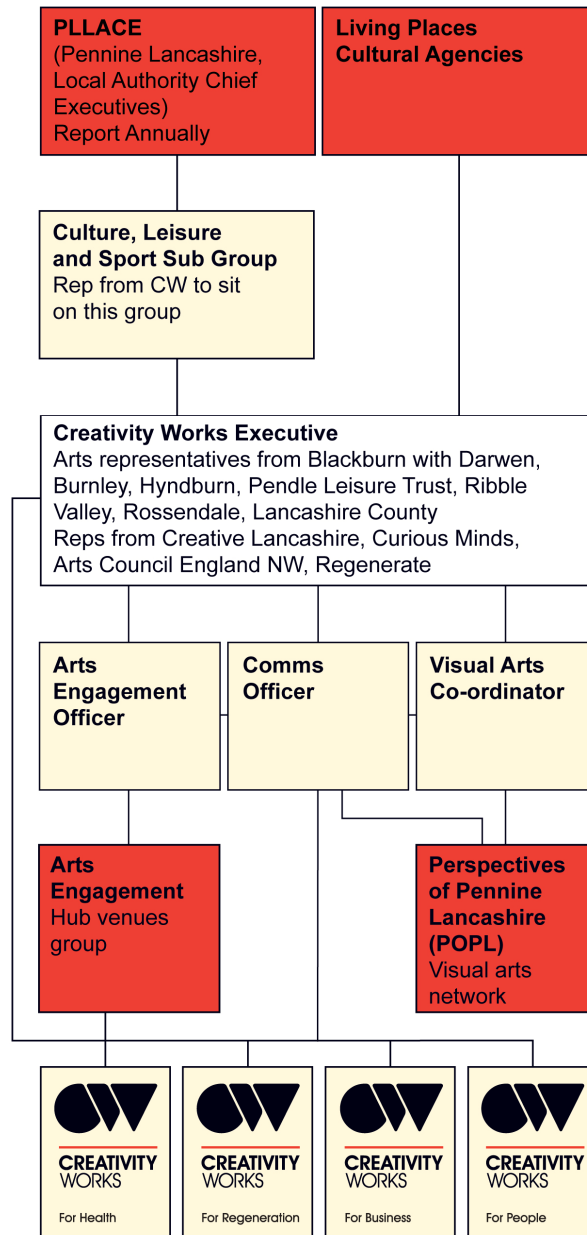 PLLACE
(Pennine Lancashire,
Local Authority Chief
Executives)
Report Annually
Living Places
Cultural Agencies
Culture, Leisure
and Sport Sub Group
Rep from CW to sit
on this group
Creativity Works Executive
Arts representatives from Blackburn with Darwen,
Burnley, Hyndburn, Pendle Leisure Trust, Ribble
Valley, Rossendale, Lancashire County
Reps from Creative Lancashire, Curious Minds,
Arts Council England NW, Regenerate
Arts
Engagement
Officer
Comms
Officer
Visual Arts
Co-ordinator
Arts
Engagement
Hub venues
group
Perspectives
of Pennine
Lancashire
(POPL)
Visual arts
network
CW
CREATIVITY
WORKS
For Health
CW
CREATIVITY
WORKS
For Regeneration
CW
CREATIVITY
WORKS
For Business
CW
CREATIVITY
WORKS
For People